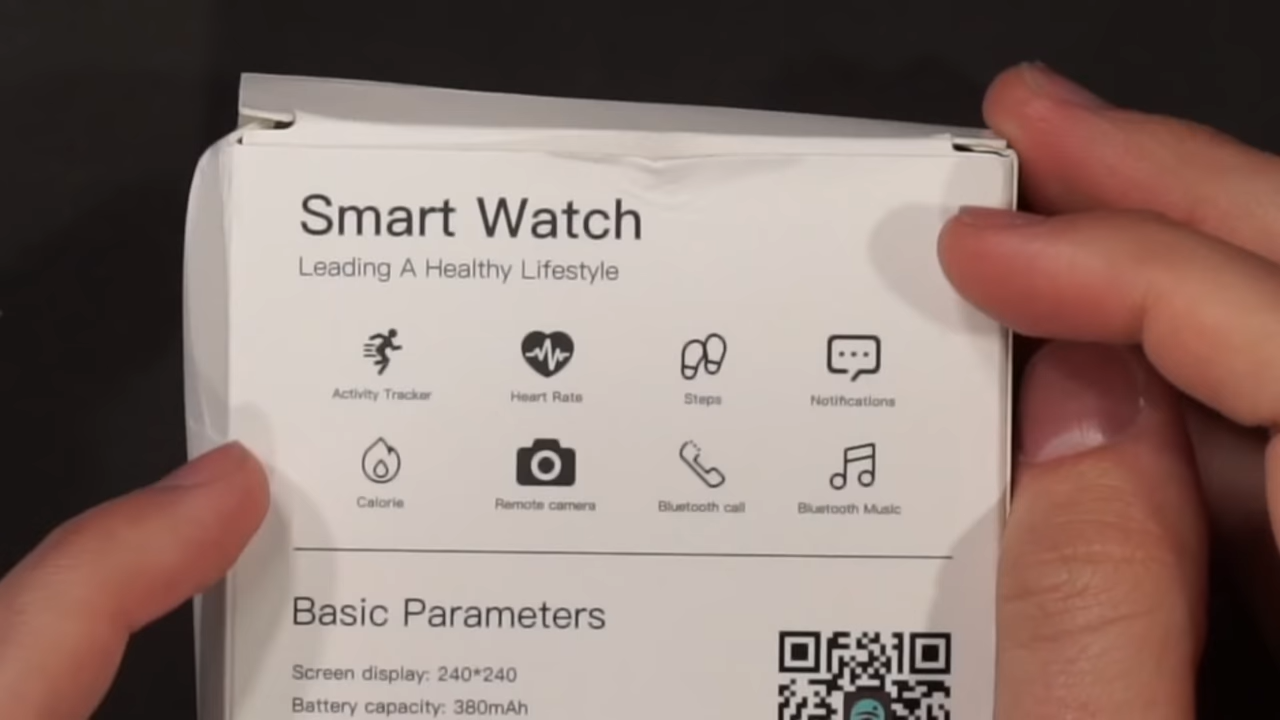 Smart Watch
Leading A Healthy Lifestyle
Activity Tracker Heart Rate Steps Notifications
Calorie Remote camera Bluetooth call Bluetooth Music
Basic Parameters
Screen display: 240*240
Battery capacity: 380mAh